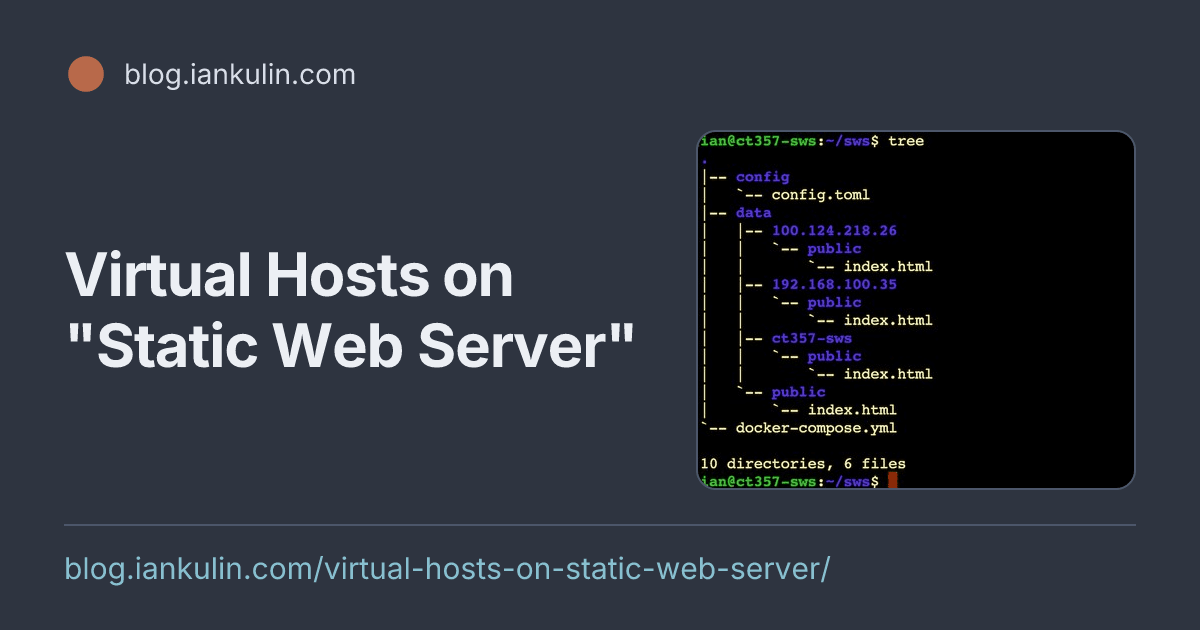 blog.iankulin.com
Virtual Hosts on
"Static Web Server"
ian@ct357-sws:~/sws$ tree
.
|-- config
|   `-- config.toml
|-- data
|   |-- 100.124.218.26
|   |   `-- public
|   |       `-- index.html
|   |-- 192.168.100.35
|   |   `-- public
|   |       `-- index.html
|   |-- ct357-sws
|   |   `-- public
|   |       `-- index.html
|   `-- public
|       `-- index.html
`-- docker-compose.yml
10 directories, 6 files
ian@ct357-sws:~/sws$
blog.iankulin.com/virtual-hosts-on-static-web-server/